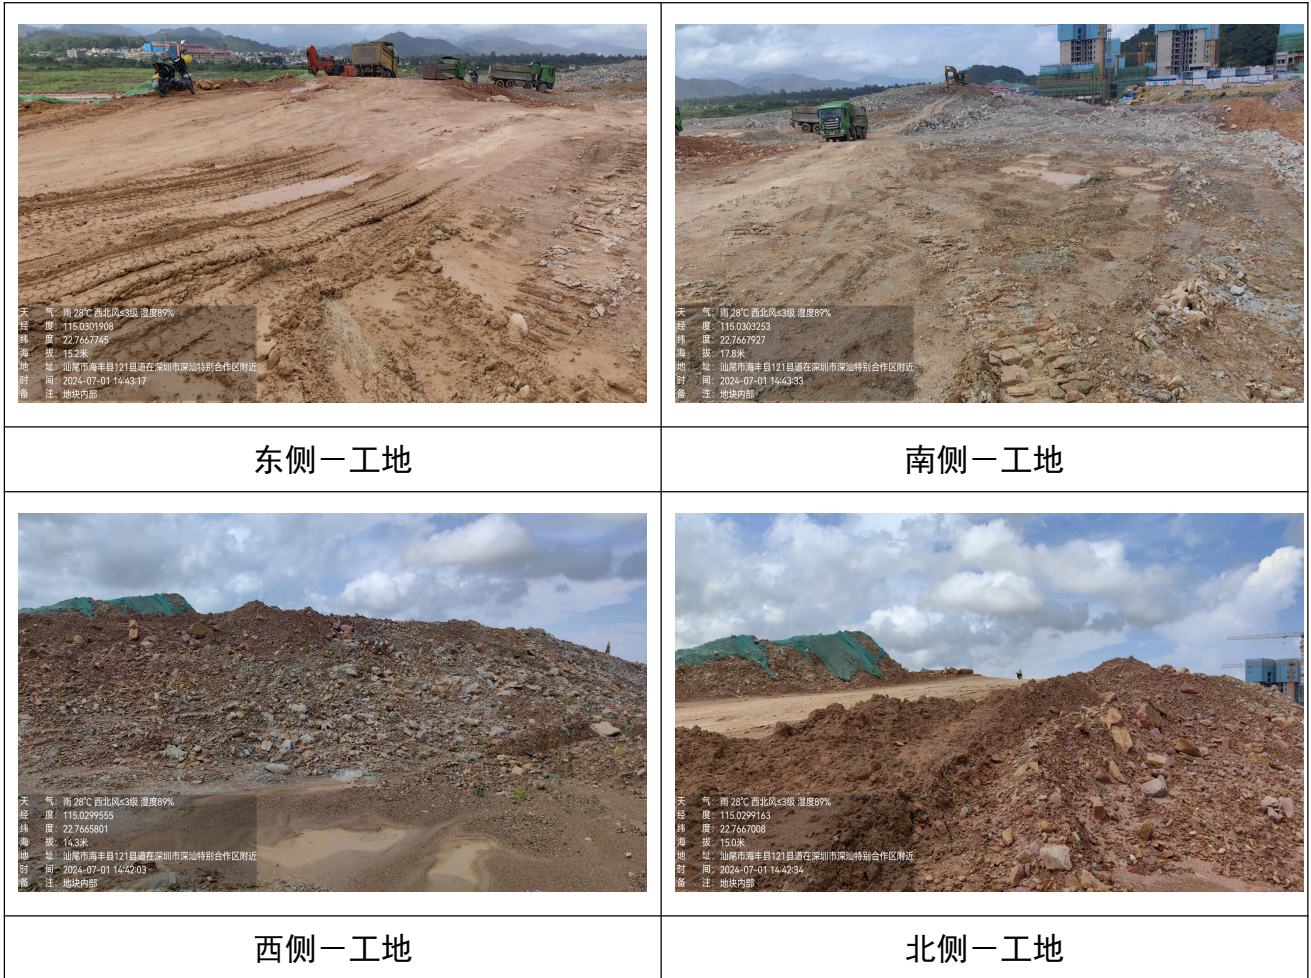 天 气：雨 28℃ 西北风≤3级 湿度89%
经 度：115.0301908
纬 度：22.7667745
海 拔：15.2米
地 址：汕尾市海丰县121县道在深圳市深汕特别合作区附近
时 间：2024-07-01 14:43:17
备 注：地块内部
天 气：雨 28℃ 西北风≤3级 湿度89%
经 度：115.0303253
纬 度：22.7667927
海 拔：17.8米
地 址：汕尾市海丰县121县道在深圳市深汕特别合作区附近
时 间：2024-07-01 14:43:33
备 注：地块内部
东侧—工地
南侧—工地
天 气：雨 28℃ 西北风≤3级 湿度89%
经 度：115.0299555
纬 度：22.7665801
海 拔：14.3米
地 址：汕尾市海丰县121县道在深圳市深汕特别合作区附近
时 间：2024-07-01 14:42:03
备 注：地块内部
天 气：雨 28℃ 西北风≤3级 湿度89%
经 度：115.0299163
纬 度：22.7667008
海 拔：15.0米
地 址：汕尾市海丰县121县道在深圳市深汕特别合作区附近
时 间：2024-07-01 14:42:34
备 注：地块内部
西侧—工地
北侧—工地